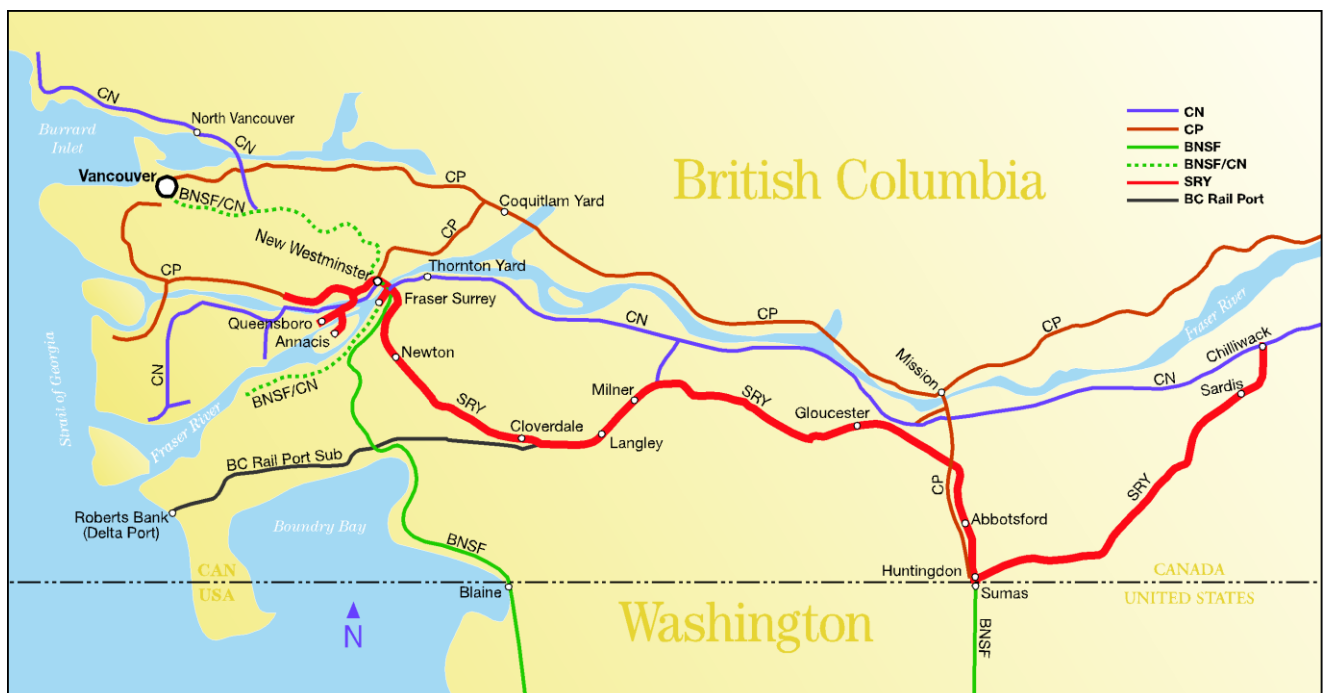 CN
North Vancouver
Burrard
Inlet
CN
Vancouver
BNSF/CN
CP
CP
Coquitlam Yard
British Columbia
CN
CP
BNSF
BNSF/CN
SRY
BC Rail Port
New Westminster
CP
Thornton Yard
Fraser Surrey
Queensboro
Annacis
CN
BNSF/CN
Strait of Georgia
Fraser River
Newton
SRY
Cloverdale
Langley
Milner
CN
SRY
CP
Gloucester
Mission
CP
Fraser River
Chilliwack
CN
Sardis
SRY
BC Rail Port Sub
Roberts Bank
(Delta Port)
Boundry Bay
BNSF
CP
Abbotsford
Huntingdon
Sumas
CAN
USA
Blaine
N
Washington
BNSF
CANADA
UNITED STATES